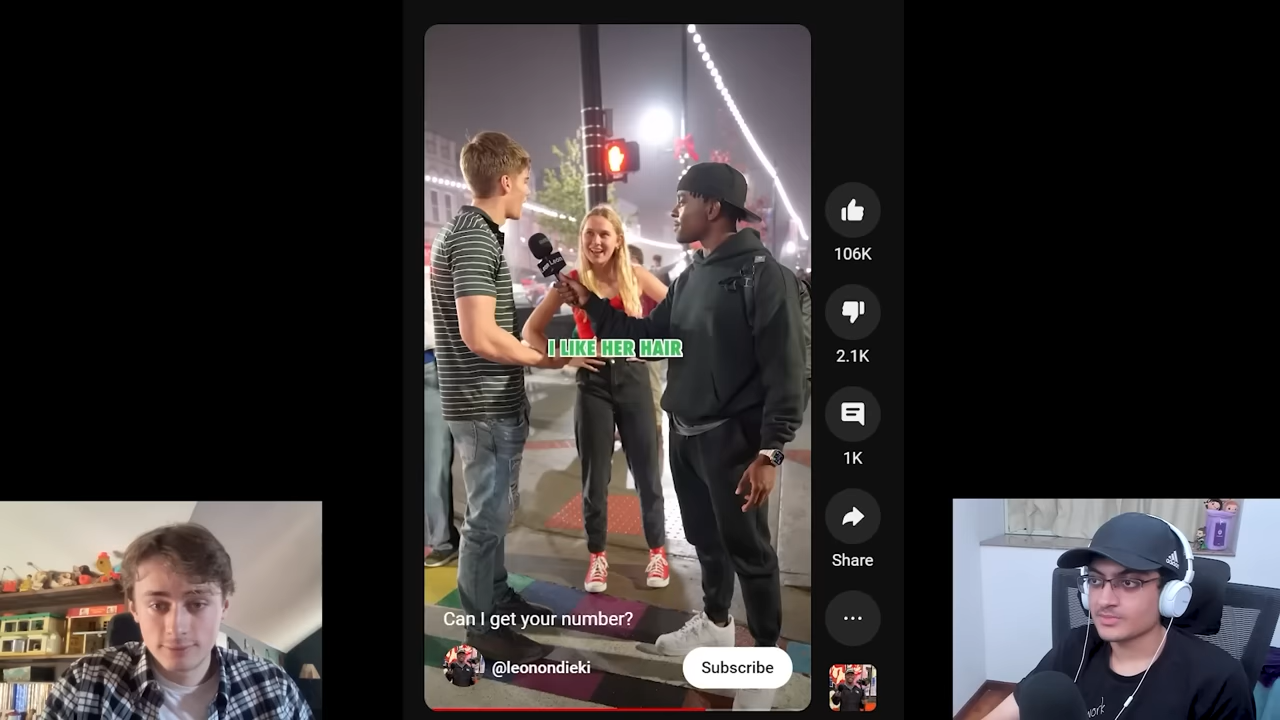 I LIKE HER HAIR
Can I get your number?
@leonondieki
Subscribe
106K
2.1K
1K
Share